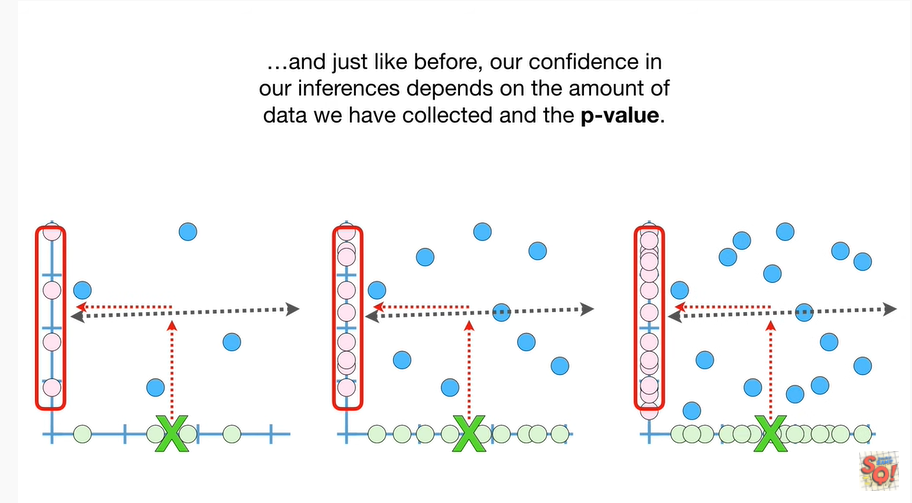 …and just like before, our confidence in
our inferences depends on the amount of
data we have collected and the p-value.
X X X
SQ!